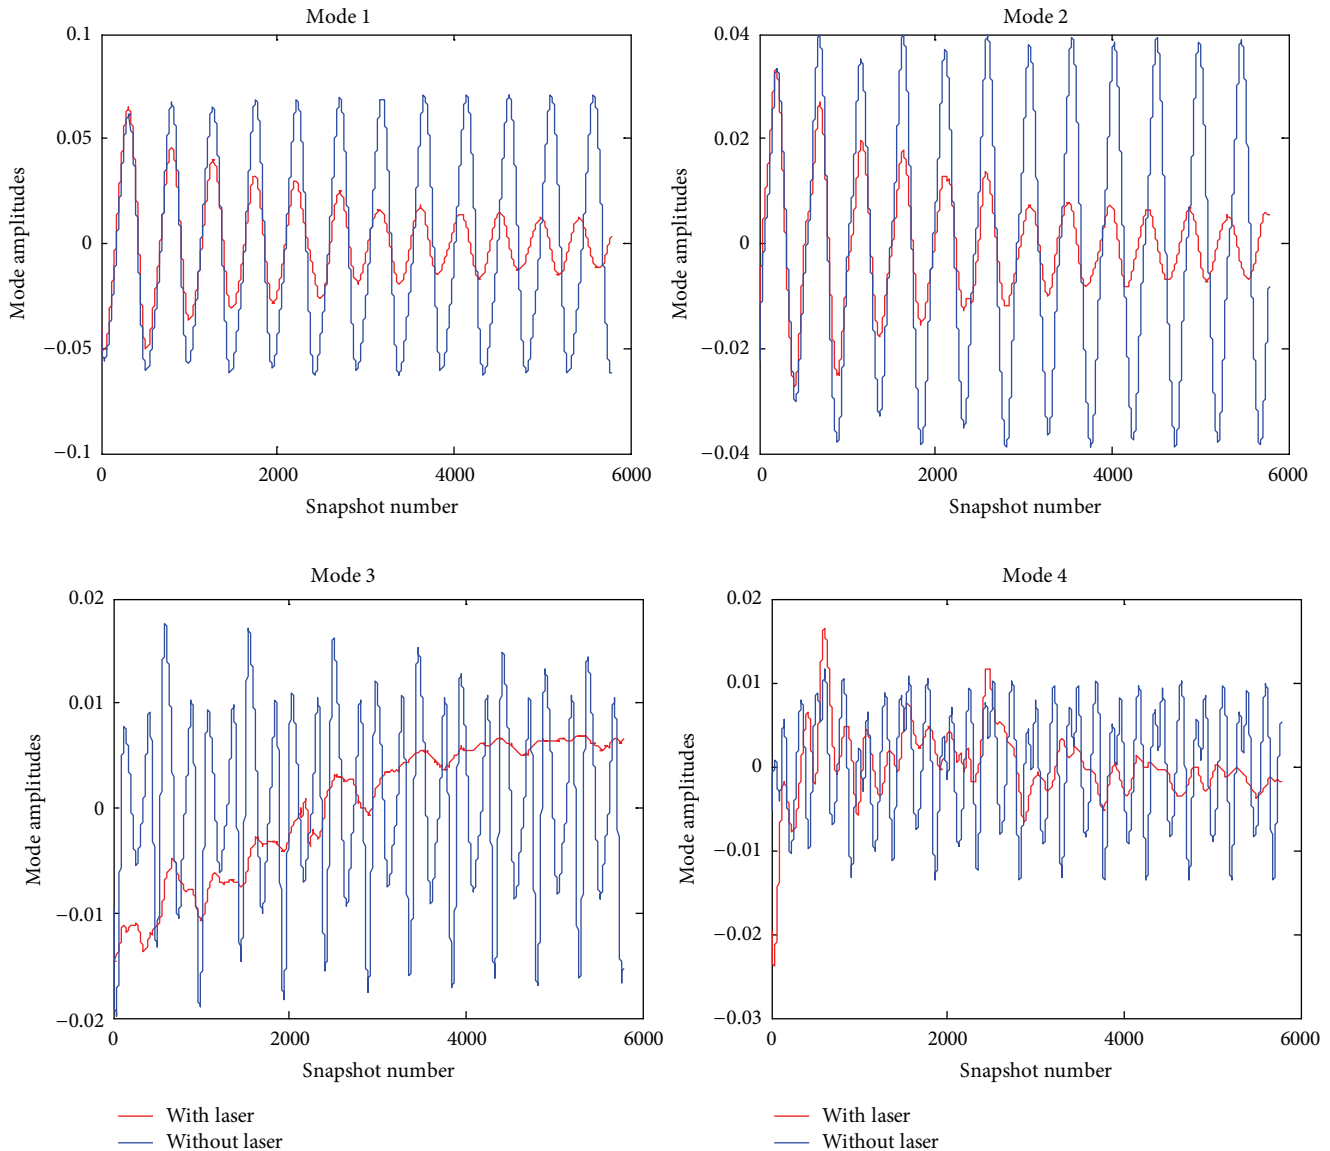 Mode 1
0.1
0.05
0
−0.05
−0.1
0 2000 4000 6000
Mode amplitudes
Snapshot number
Mode 2
0.04
0.02
0
−0.02
−0.04
0 2000 4000 6000
Mode amplitudes
Snapshot number
Mode 3
0.02
0.01
0
−0.01
−0.02
0 2000 4000 6000
Mode amplitudes
Snapshot number
With laser
Without laser
Mode 4
0.02
0.01
0
−0.01
−0.02
−0.03
0 2000 4000 6000
Mode amplitudes
Snapshot number
With laser
Without laser